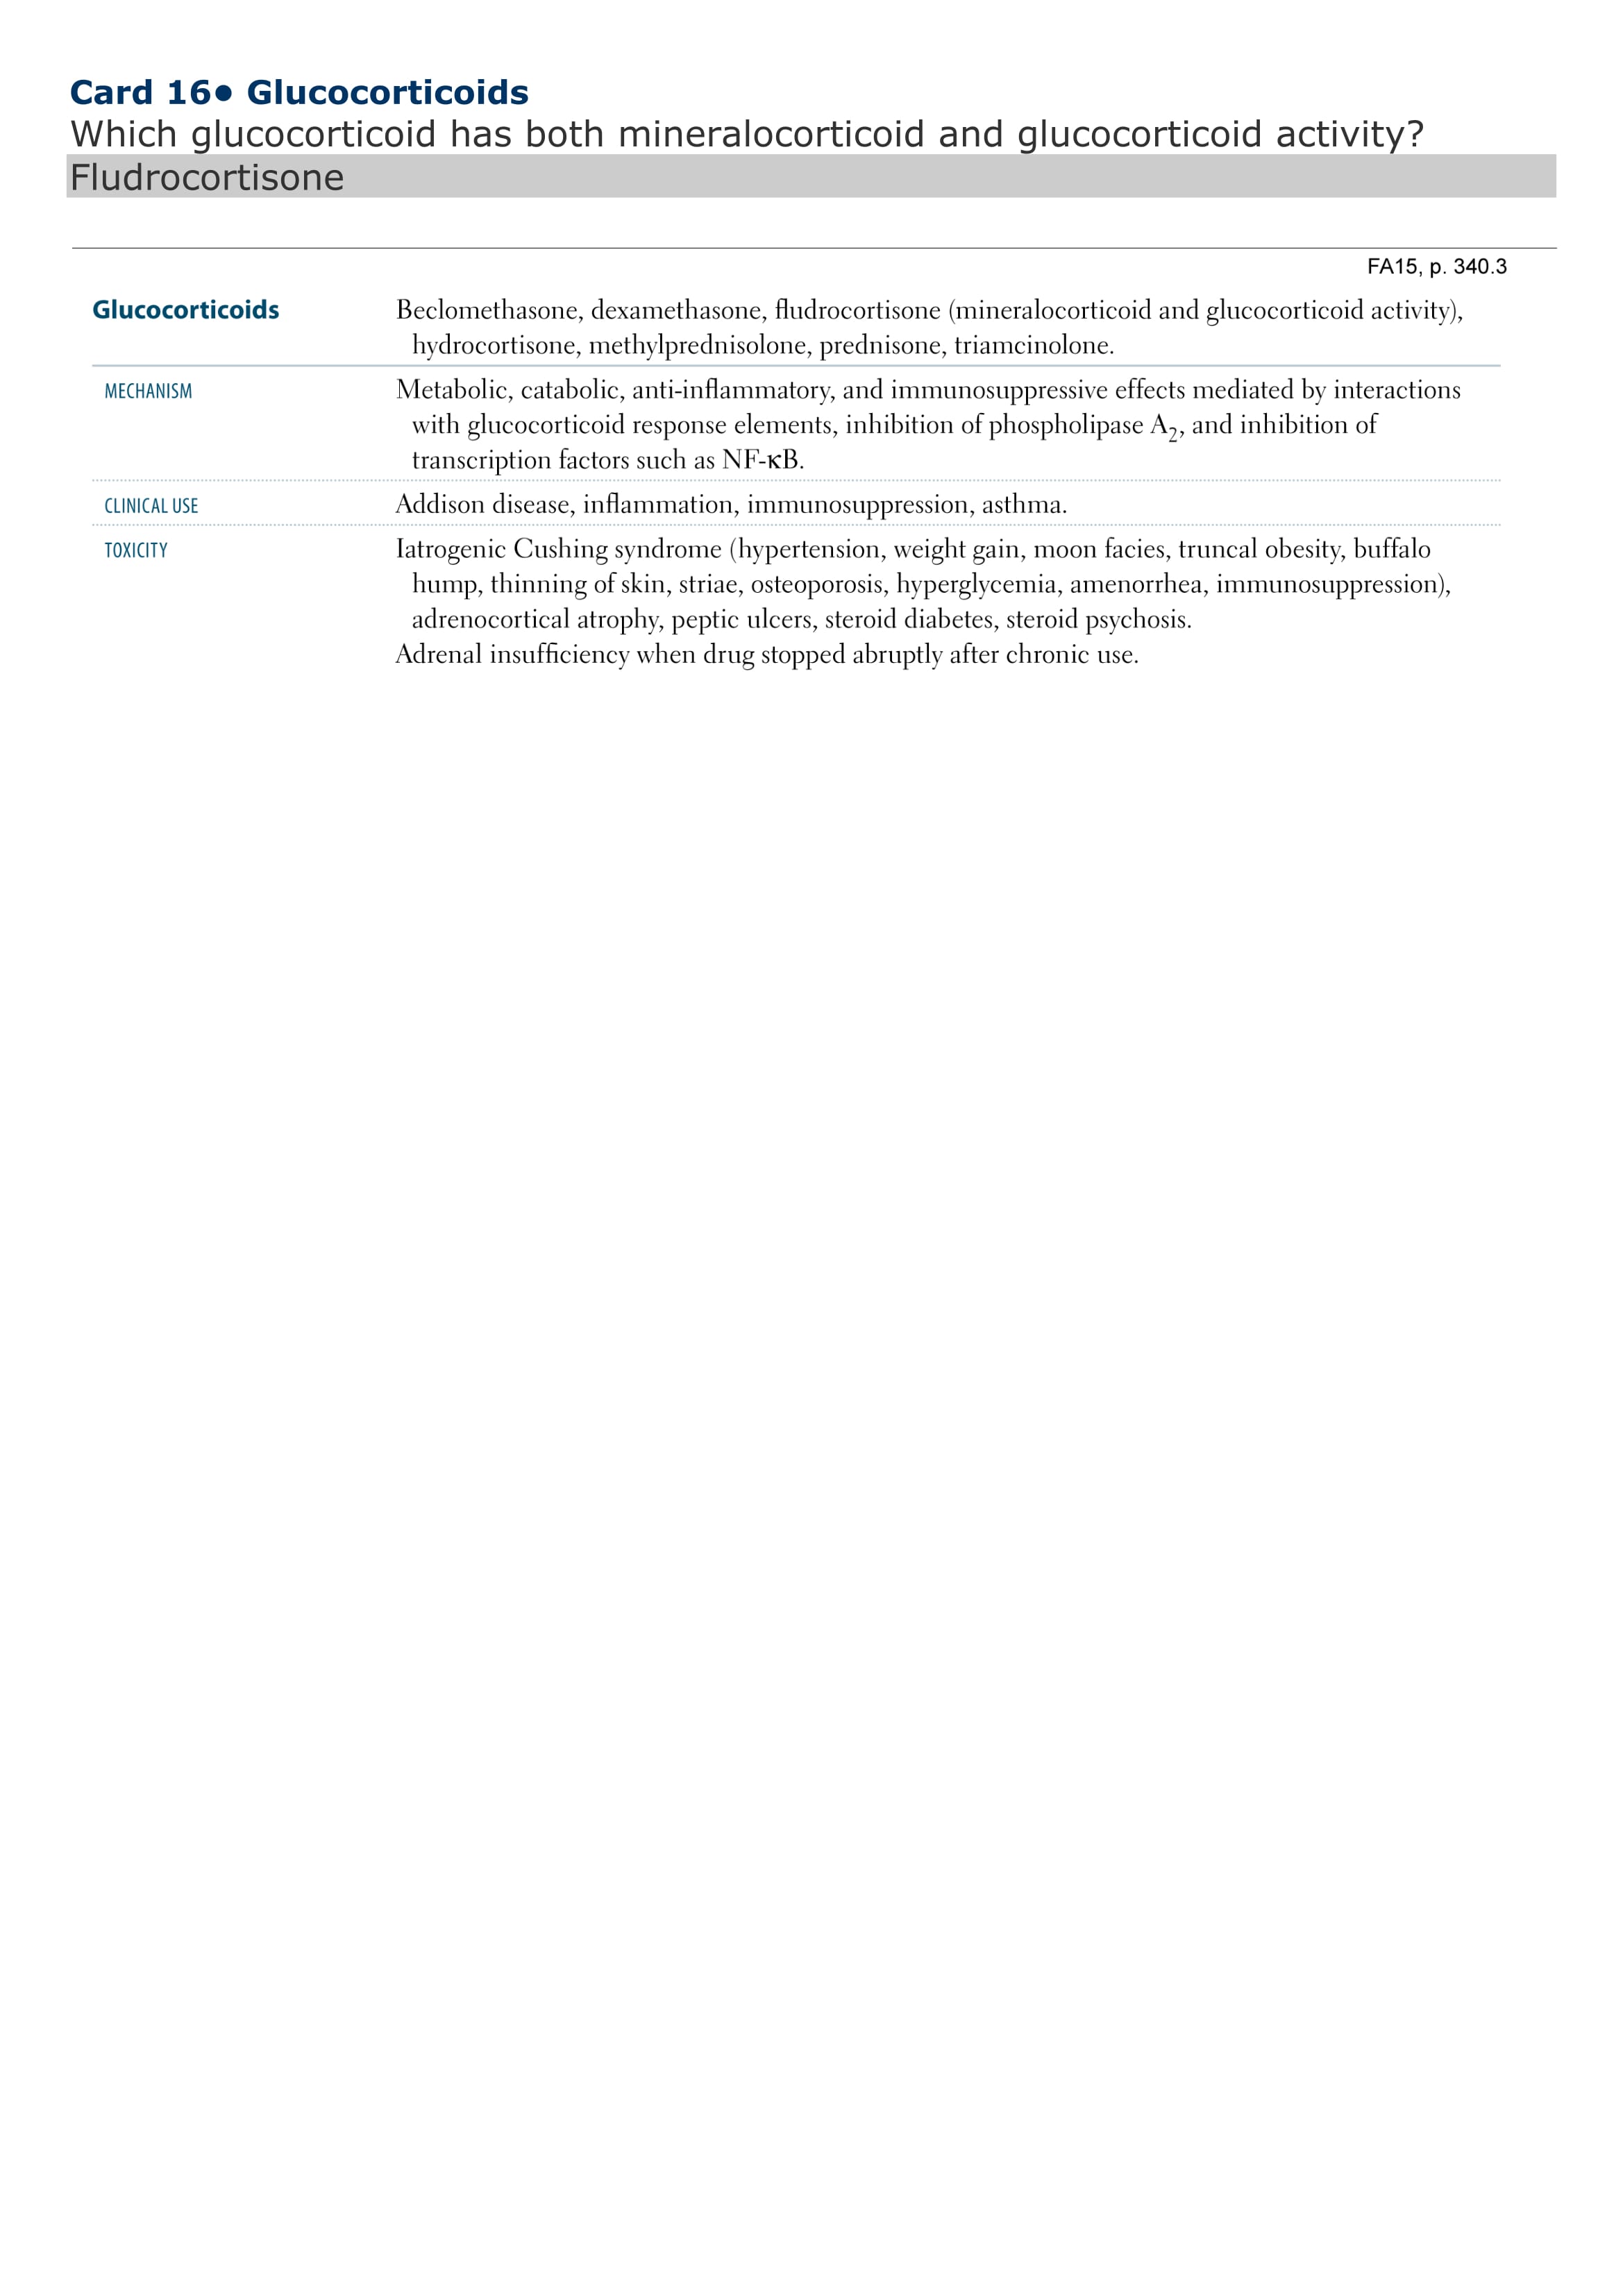 Card 16● Glucocorticoids
Which glucocorticoid has both mineralocorticoid and glucocorticoid activity?
Fludrocortisone
FA15, p. 340.3
Glucocorticoids Beclomethasone, dexamethasone, fludrocortisone (mineralocorticoid and glucocorticoid activity),
hydrocortisone, methylprednisolone, prednisone, triamcinolone.
MECHANISM Metabolic, catabolic, anti-inflammatory, and immunosuppressive effects mediated by interactions
with glucocorticoid response elements, inhibition of phospholipase A₂, and inhibition of
transcription factors such as NF-κB.
CLINICAL USE Addison disease, inflammation, immunosuppression, asthma.
TOXICITY Iatrogenic Cushing syndrome (hypertension, weight gain, moon facies, truncal obesity, buffalo
hump, thinning of skin, striae, osteoporosis, hyperglycemia, amenorrhea, immunosuppression),
adrenocortical atrophy, peptic ulcers, steroid diabetes, steroid psychosis.
Adrenal insufficiency when drug stopped abruptly after chronic use.